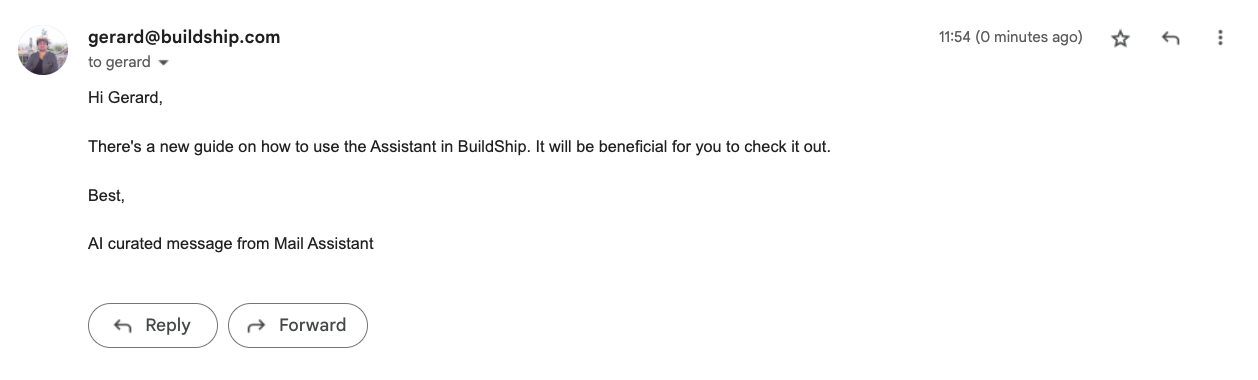 gerard@buildship.com
11:54 (0 minutes ago)
to gerard
Hi Gerard,
There's a new guide on how to use the Assistant in BuildShip. It will be beneficial for you to check it out.
Best,
AI curated message from Mail Assistant
Reply
Forward